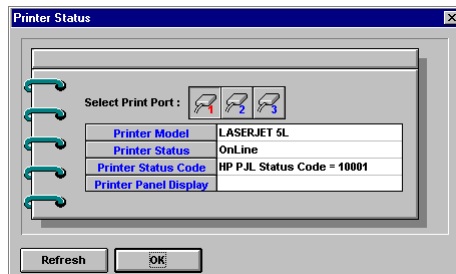 Printer Status
Select Print Port : 1 2 3
Printer Model LASERJET 5L
Printer Status OnLine
Printer Status Code HP PJL Status Code = 10001
Printer Panel Display
Refresh OK